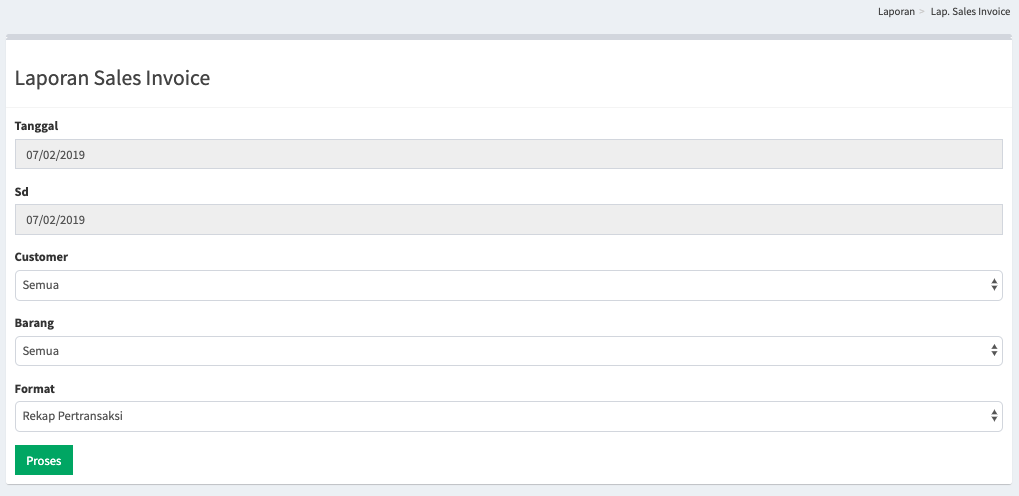 Laporan > Lap. Sales Invoice
Laporan Sales Invoice
Tanggal
07/02/2019
Sd
07/02/2019
Customer
Semua
Barang
Semua
Format
Rekap Pertransaksi
Proses